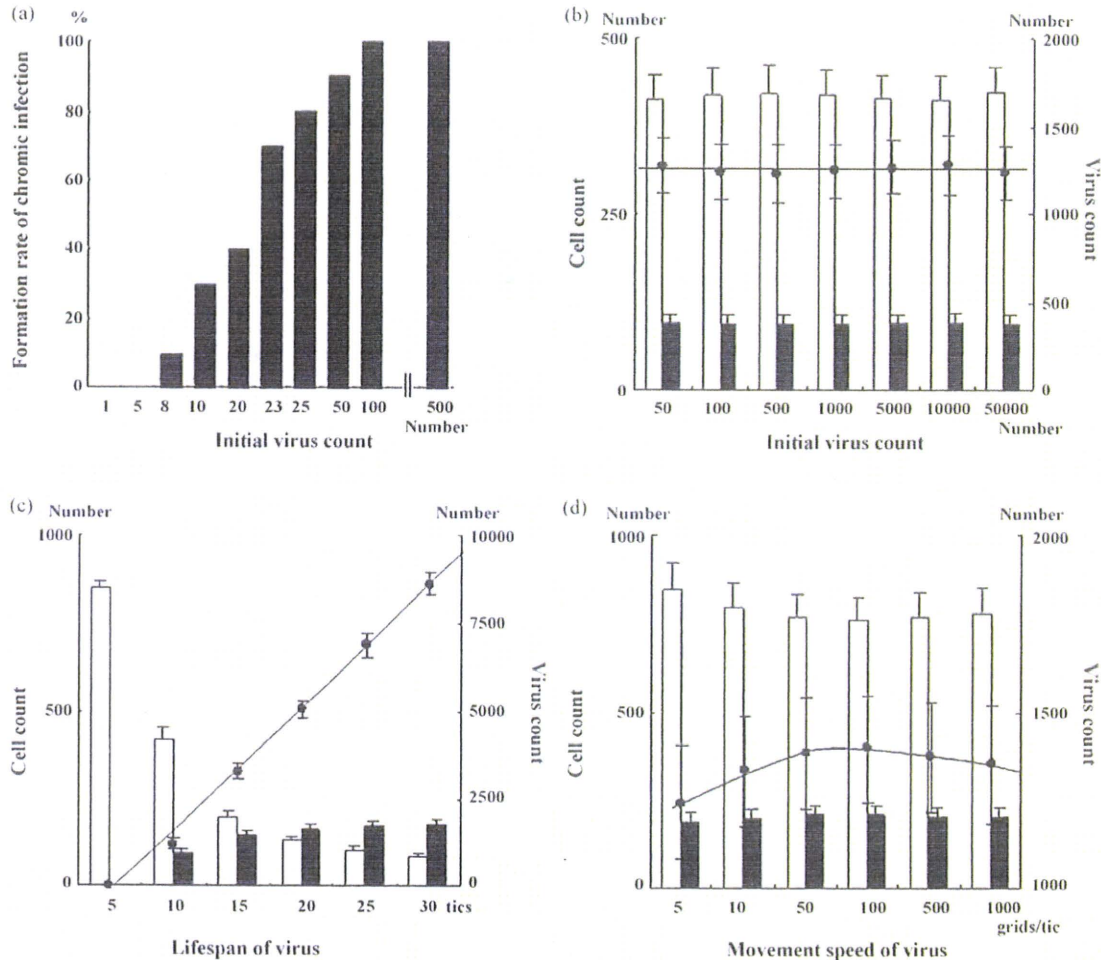 (a)
%
Formation rate of chromic infection
100
80
60
40
20
0
1 5 8 10 20 23 25 50 100 500
Number
Initial virus count
(b)
Number
Number
Cell count
500
250
0
2000
1500
1000
500
0
Virus count
50 100 500 1000 5000 10000 50000
Number
Initial virus count
(c)
Number
Number
Cell count
1000
500
0
10000
7500
5000
2500
0
Virus count
5 10 15 20 25 30 tics
Lifespan of virus
(d)
Number
Number
Cell count
1000
500
0
2000
1500
1000
Virus count
5 10 50 100 500 1000
grids/tic
Movement speed of virus